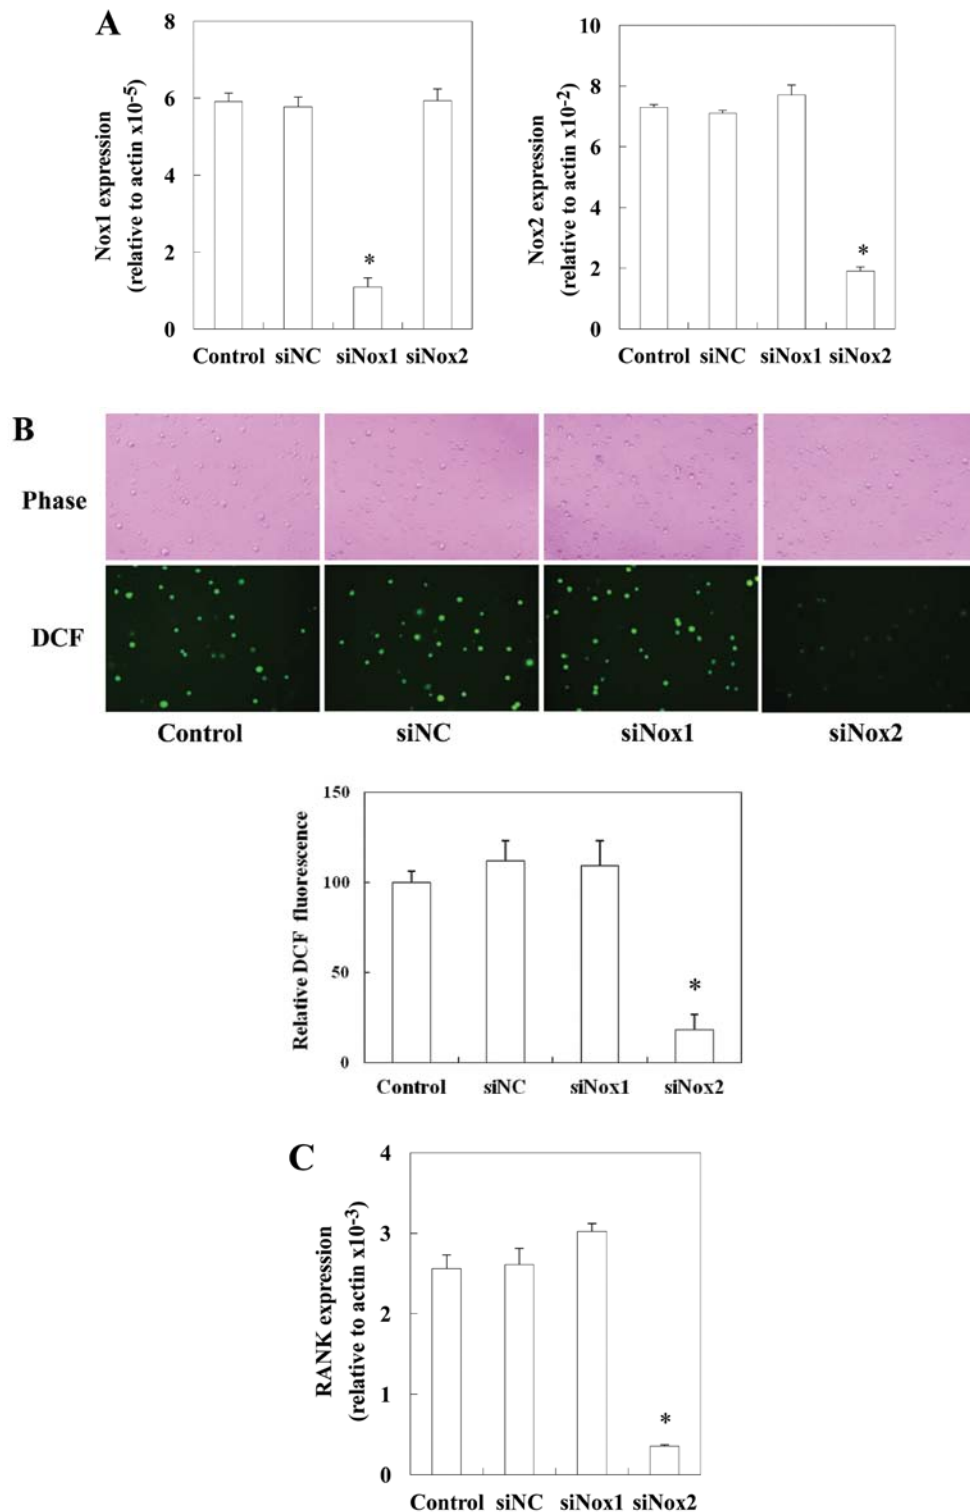 A
8
6
4
2
0
Nox1 expression
(relative to actin x10-5)
*
Control siNC siNox1 siNox2
10
8
6
4
2
0
Nox2 expression
(relative to actin x10-2)
*
Control siNC siNox1 siNox2
B
Phase
DCF
Control siNC siNox1 siNox2
150
100
50
0
Relative DCF fluorescence
*
Control siNC siNox1 siNox2
C
4
3
2
1
0
RANK expression
(relative to actin x10-3)
*
Control siNC siNox1 siNox2